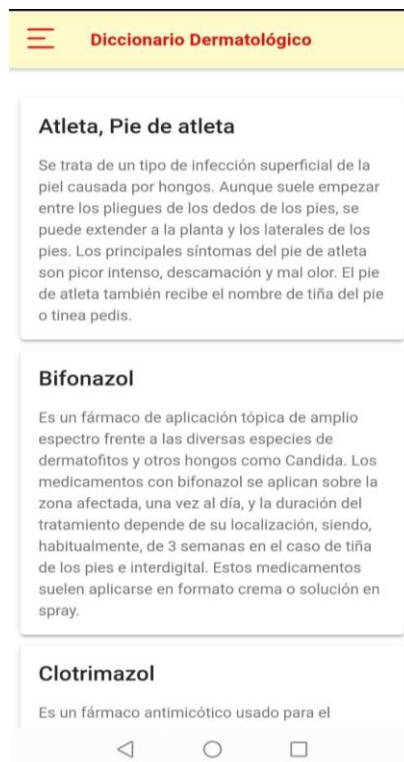 Diccionario Dermatológico
Atleta, Pie de atleta
Se trata de un tipo de infección superficial de la
piel causada por hongos. Aunque suele empezar
entre los pliegues de los dedos de los pies, se
puede extender a la planta y los laterales de los
pies. Los principales síntomas del pie de atleta
son picor intenso, descamación y mal olor. El pie
de atleta también recibe el nombre de tiña del pie
o tinea pedis.
Bifonazol
Es un fármaco de aplicación tópica de amplio
espectro frente a las diversas especies de
dermatofitos y otros hongos como Candida. Los
medicamentos con bifonazol se aplican sobre la
zona afectada, una vez al día, y la duración del
tratamiento depende de su localización, siendo,
habitualmente, de 3 semanas en el caso de tiña
de los pies e interdigital. Estos medicamentos
suelen aplicarse en formato crema o solución en
spray.
Clotrimazol
Es un fármaco antimicótico usado para el